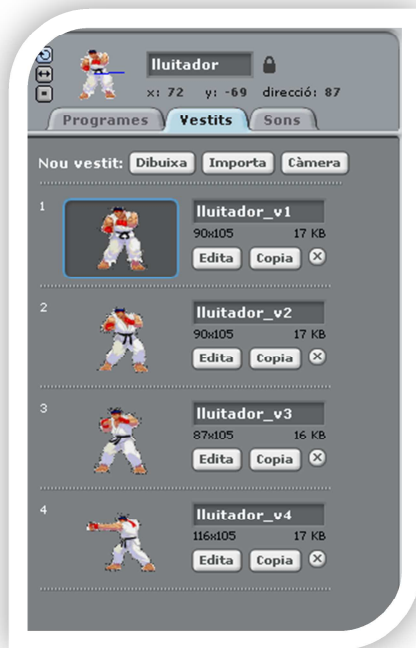 lluitador
x: 72 y: -69 direcció: 87
Programes Vestits Sons
Nou vestit: Dibuixa Importa Càmera
1 lluitador_v1
90x105 17 KB
Edita Copia
2 lluitador_v2
90x105 17 KB
Edita Copia
3 lluitador_v3
87x105 16 KB
Edita Copia
4 lluitador_v4
116x105 17 KB
Edita Copia